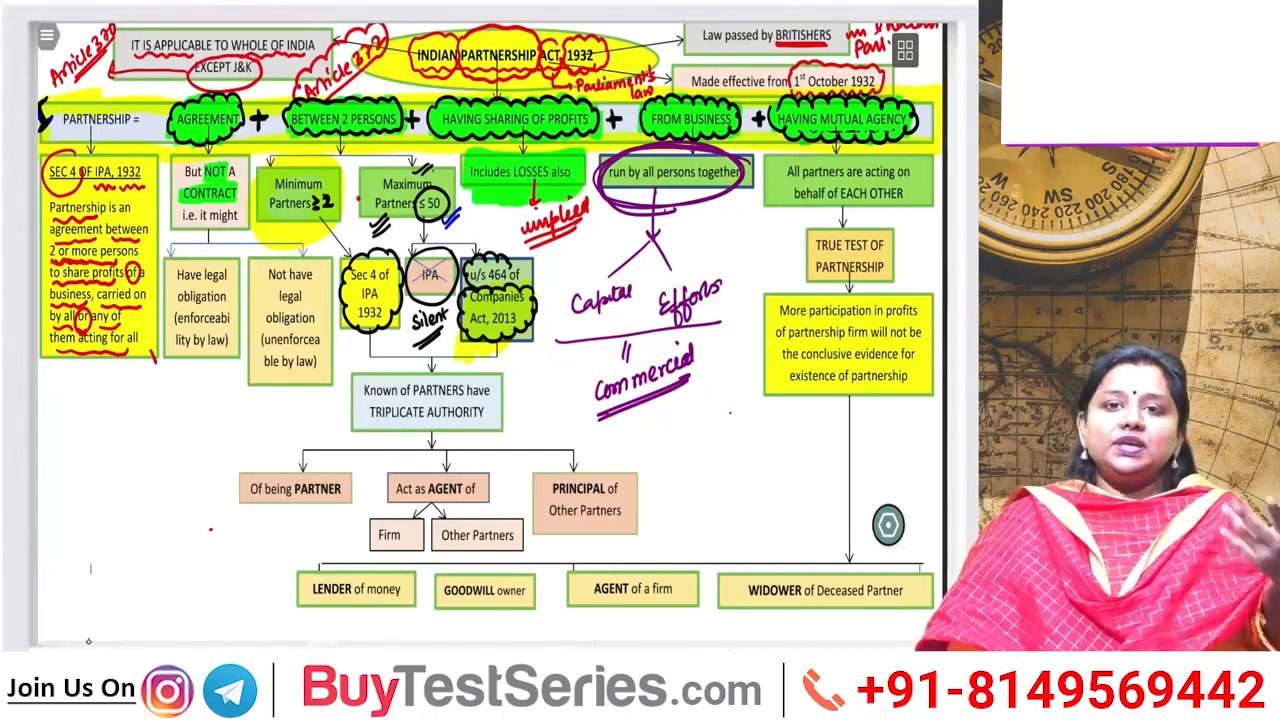 IT IS APPLICABLE TO WHOLE OF INDIA
EXCEPT J&K
Article 370
Article 370
INDIAN PARTNERSHIP ACT, 1932
Parliament's
law
Law passed by BRITISHERS
Made effective from 1st October 1932
PARTNERSHIP =
AGREEMENT
+
BETWEEN 2 PERSONS
+
HAVING SHARING OF PROFITS
+
FROM BUSINESS
+
HAVING MUTUAL AGENCY
SEC 4 OF IPA, 1932
Partnership is an
agreement between
2 or more persons
to share profits of a
business, carried on
by all or any of
them acting for all
But NOT A
CONTRACT
i.e. it might
Have legal
obligation
(enforceabi
lity by law)
Not have
legal
obligation
(unenforcea
ble by law)
Minimum
Partners ≥2
Maximum
Partners ≤ 50
Sec 4 of
IPA
1932
IPA
Silent
u/s 464 of
Companies
Act, 2013
Includes LOSSES also
implied
run by all persons together
Capital
Efforts
Commercial
All partners are acting on
behalf of EACH OTHER
TRUE TEST OF
PARTNERSHIP
More participation in profits
of partnership firm will not be
the conclusive evidence for
existence of partnership
Known of PARTNERS have
TRIPLICATE AUTHORITY
Of being PARTNER
Act as AGENT of
PRINCIPAL of
Other Partners
Firm
Other Partners
LENDER of money
GOODWILL owner
AGENT of a firm
WIDOWER of Deceased Partner
Join Us On
BuyTestSeries.com
+91-8149569442